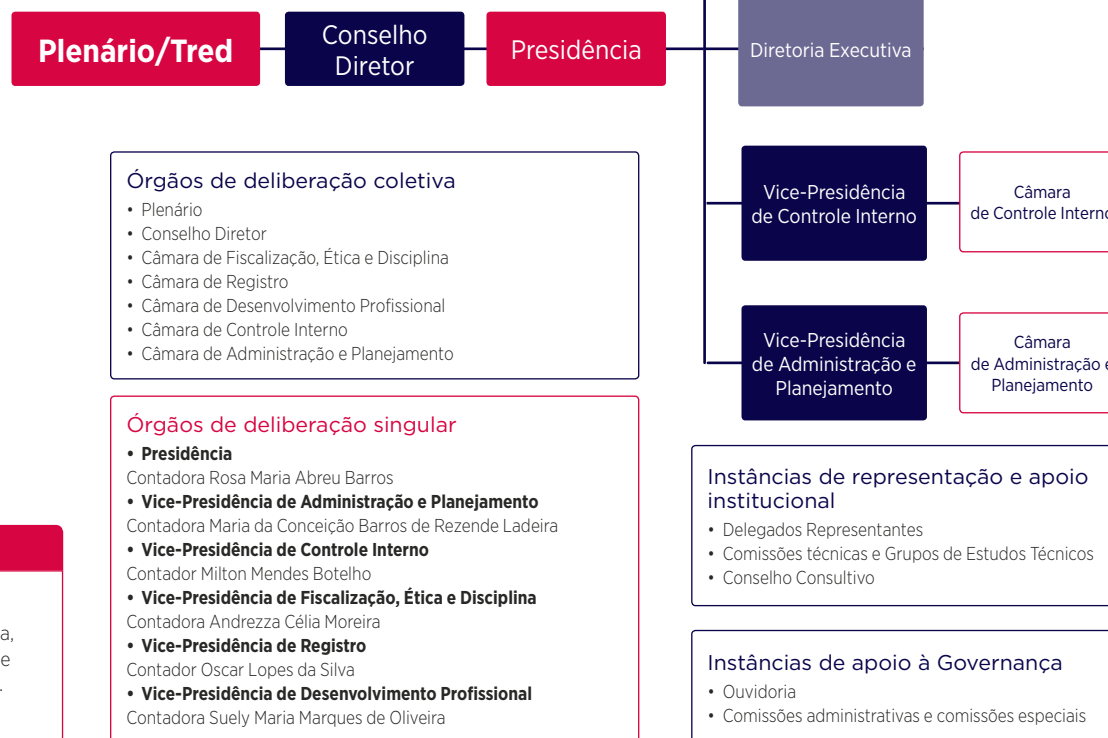 Plenário/Tred
Conselho
Diretor
Presidência
Diretoria Executiva
Vice-Presidência
de Controle Interno
Câmara
de Controle Interno
Vice-Presidência
de Administração e
Planejamento
Câmara
de Administração e
Planejamento
Órgãos de deliberação coletiva
• Plenário
• Conselho Diretor
• Câmara de Fiscalização, Ética e Disciplina
• Câmara de Registro
• Câmara de Desenvolvimento Profissional
• Câmara de Controle Interno
• Câmara de Administração e Planejamento
Órgãos de deliberação singular
• Presidência
Contadora Rosa Maria Abreu Barros
• Vice-Presidência de Administração e Planejamento
Contadora Maria da Conceição Barros de Rezende Ladeira
• Vice-Presidência de Controle Interno
Contador Milton Mendes Botelho
• Vice-Presidência de Fiscalização, Ética e Disciplina
Contadora Andrezza Célia Moreira
• Vice-Presidência de Registro
Contador Oscar Lopes da Silva
• Vice-Presidência de Desenvolvimento Profissional
Contadora Suely Maria Marques de Oliveira
Instâncias de representação e apoio
institucional
• Delegados Representantes
• Comissões técnicas e Grupos de Estudos Técnicos
• Conselho Consultivo
Instâncias de apoio à Governança
• Ouvidoria
• Comissões administrativas e comissões especiais